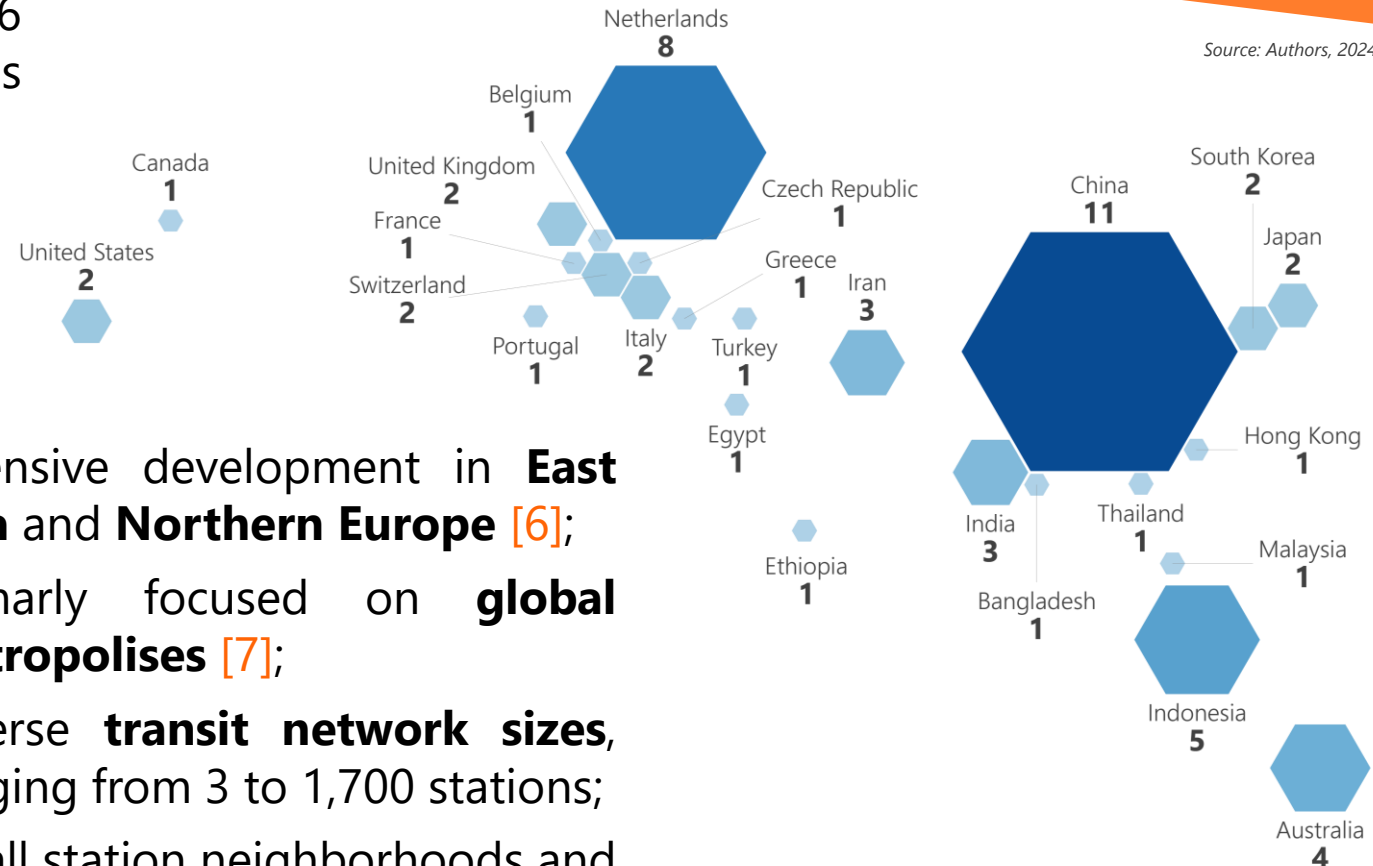 6
s
ensive development in East
and Northern Europe [6];
focused on global
[7];
transit network sizes,
ging from 3 to 1,700 stations;
station neighborhoods and
Source: Authors, 2024
Netherlands
8
Belgium
1
Canada
1
United Kingdom
2
Czech Republic
1
South Korea
2
China
11
France
1
United States
2
Japan
2
Greece
1
Iran
3
Switzerland
2
Portugal
1
Italy
2
Turkey
1
Egypt
1
Hong Kong
1
India
3
Thailand
1
Ethiopia
1
Malaysia
1
Bangladesh
1
Indonesia
5
Australia
4